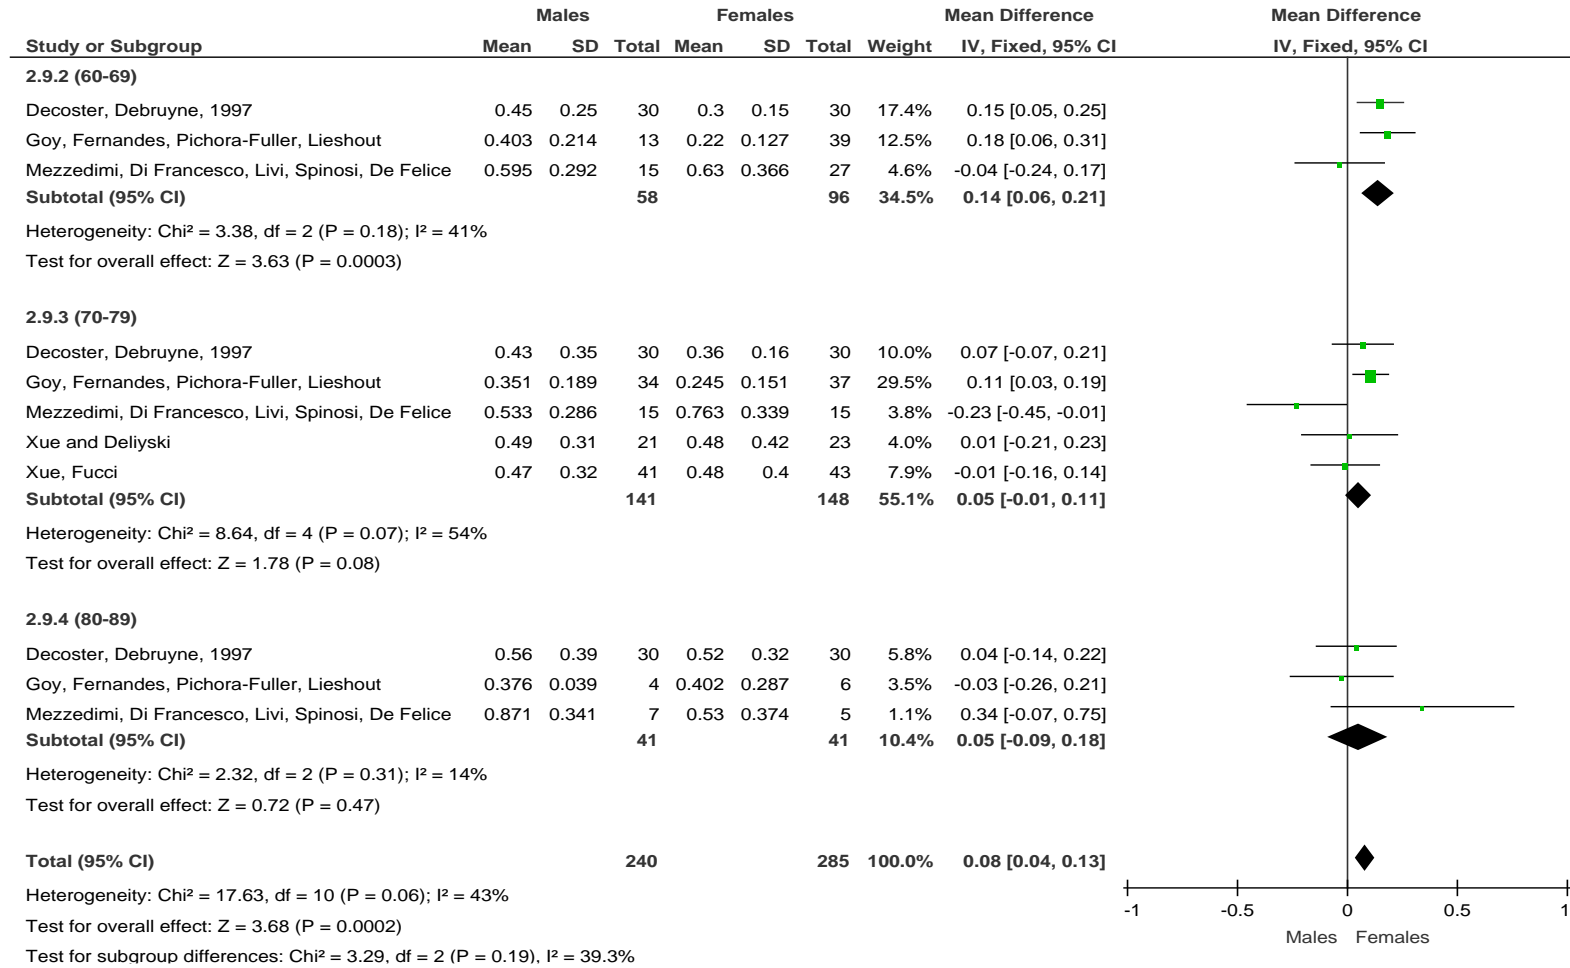 Males Females Mean Difference Mean Difference
Study or Subgroup Mean SD Total Mean SD Total Weight IV, Fixed, 95% CI IV, Fixed, 95% CI
2.9.2 (60-69)
Decoster, Debruyne, 1997 0.45 0.25 30 0.3 0.15 30 17.4% 0.15 [0.05, 0.25]
Goy, Fernandes, Pichora-Fuller, Lieshout 0.403 0.214 13 0.22 0.127 39 12.5% 0.18 [0.06, 0.31]
Mezzedimi, Di Francesco, Livi, Spinosi, De Felice 0.595 0.292 15 0.63 0.366 27 4.6% -0.04 [-0.24, 0.17]
Subtotal (95% CI) 58 96 34.5% 0.14 [0.06, 0.21]
Heterogeneity: Chi² = 3.38, df = 2 (P = 0.18); I² = 41%
Test for overall effect: Z = 3.63 (P = 0.0003)
2.9.3 (70-79)
Decoster, Debruyne, 1997 0.43 0.35 30 0.36 0.16 30 10.0% 0.07 [-0.07, 0.21]
Goy, Fernandes, Pichora-Fuller, Lieshout 0.351 0.189 34 0.245 0.151 37 29.5% 0.11 [0.03, 0.19]
Mezzedimi, Di Francesco, Livi, Spinosi, De Felice 0.533 0.286 15 0.763 0.339 15 3.8% -0.23 [-0.45, -0.01]
Xue and Deliyski 0.49 0.31 21 0.48 0.42 23 4.0% 0.01 [-0.21, 0.23]
Xue, Fucci 0.47 0.32 41 0.48 0.4 43 7.9% -0.01 [-0.16, 0.14]
Subtotal (95% CI) 141 148 55.1% 0.05 [-0.01, 0.11]
Heterogeneity: Chi² = 8.64, df = 4 (P = 0.07); I² = 54%
Test for overall effect: Z = 1.78 (P = 0.08)
2.9.4 (80-89)
Decoster, Debruyne, 1997 0.56 0.39 30 0.52 0.32 30 5.8% 0.04 [-0.14, 0.22]
Goy, Fernandes, Pichora-Fuller, Lieshout 0.376 0.039 4 0.402 0.287 6 3.5% -0.03 [-0.26, 0.21]
Mezzedimi, Di Francesco, Livi, Spinosi, De Felice 0.871 0.341 7 0.53 0.374 5 1.1% 0.34 [-0.07, 0.75]
Subtotal (95% CI) 41 41 10.4% 0.05 [-0.09, 0.18]
Heterogeneity: Chi² = 2.32, df = 2 (P = 0.31); I² = 14%
Test for overall effect: Z = 0.72 (P = 0.47)
Total (95% CI) 240 285 100.0% 0.08 [0.04, 0.13]
Heterogeneity: Chi² = 17.63, df = 10 (P = 0.06); I² = 43%
Test for overall effect: Z = 3.68 (P = 0.0002)
Test for subgroup differences: Chi² = 3.29, df = 2 (P = 0.19), I² = 39.3%
-1 -0.5 0 0.5 1
Males Females